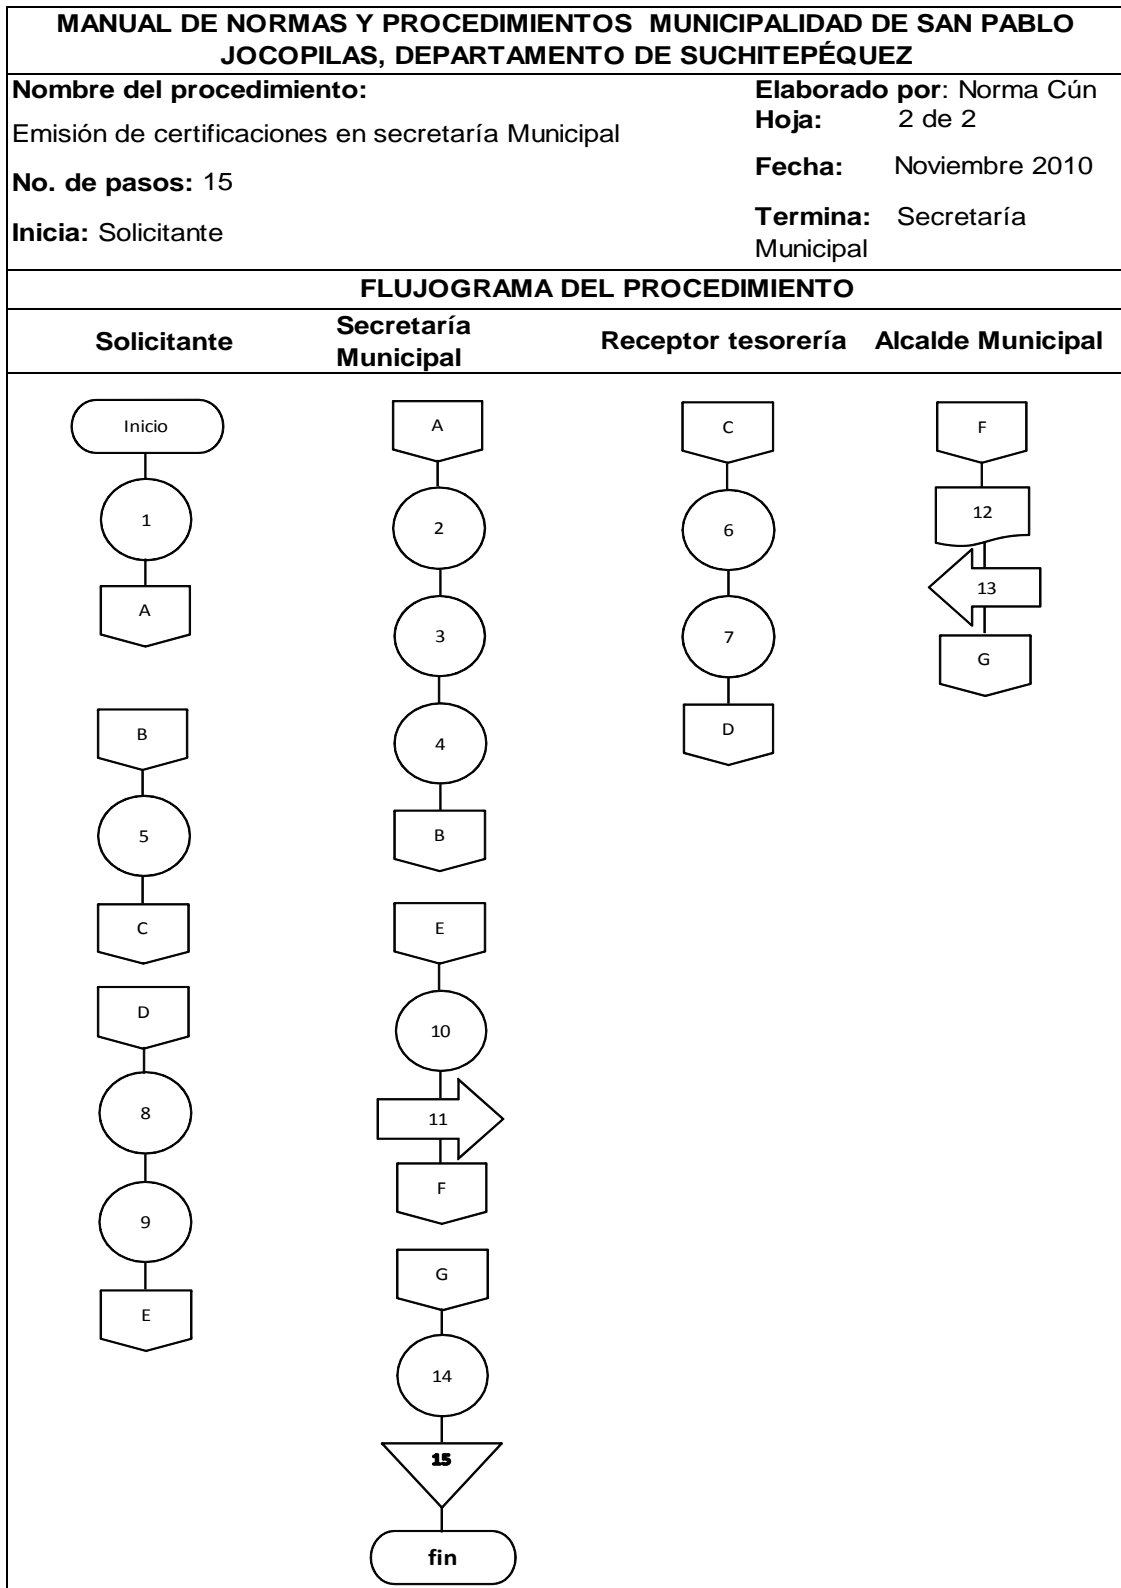 MANUAL DE NORMAS Y PROCEDIMIENTOS MUNICIPALIDAD DE SAN PABLO
JOCOPILAS, DEPARTAMENTO DE SUCHITEPÉQUEZ
Nombre del procedimiento:
Emisión de certificaciones en secretaría Municipal
No. de pasos: 15
Inicia: Solicitante
Elaborado por: Norma Cún
Hoja: 2 de 2
Fecha: Noviembre 2010
Termina: Secretaría
Municipal
FLUJOGRAMA DEL PROCEDIMIENTO
Solicitante
Secretaría
Municipal
Receptor tesorería
Alcalde Municipal
Inicio
1
A
B
5
C
D
8
9
E
A
2
3
4
B
E
10
11
F
G
14
15
fin
C
6
7
D
F
12
13
G